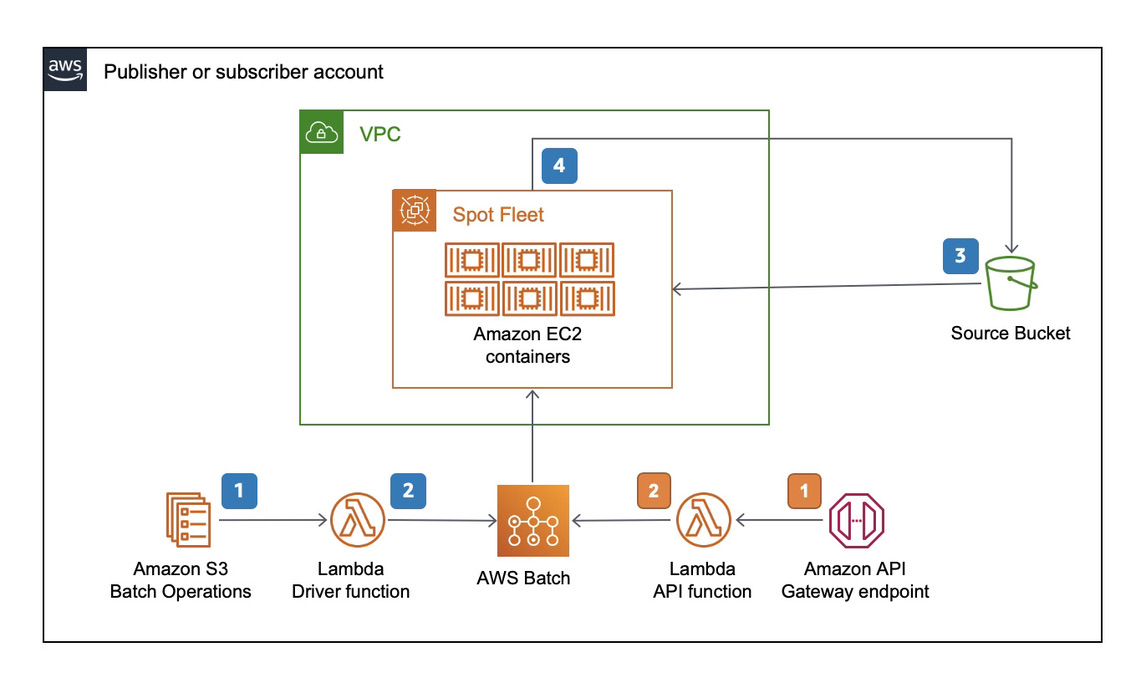 aws
Publisher or subscriber account
VPC
4
Spot Fleet
3
Amazon EC2
containers
Source Bucket
1
2
2
1
Amazon S3
Batch Operations
Lambda
Driver function
AWS Batch
Lambda
API function
Amazon API
Gateway endpoint